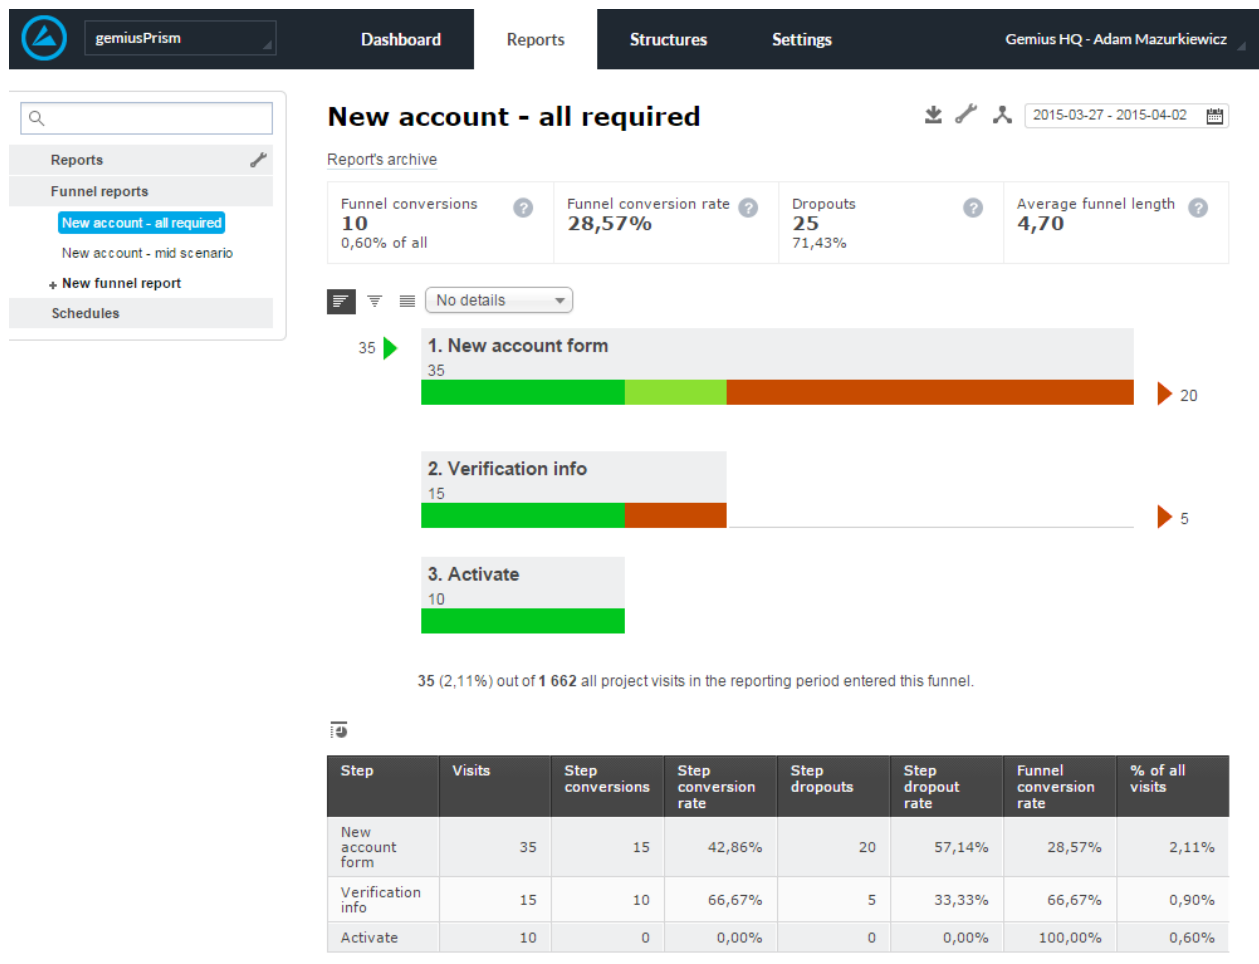 gemiusPrism
Dashboard
Reports
Structures
Settings
Gemius HQ - Adam Mazurkiewicz
Reports
Funnel reports
New account - all required
New account - mid scenario
+ New funnel report
Schedules
New account - all required
2015-03-27 - 2015-04-02
Report's archive
Funnel conversions ?
10
0,60% of all
Funnel conversion rate ?
28,57%
Dropouts ?
25
71,43%
Average funnel length ?
4,70
No details
35
1. New account form
35
20
2. Verification info
15
5
3. Activate
10
35 (2,11%) out of 1 662 all project visits in the reporting period entered this funnel.
Step
Visits
Step
conversions
Step
conversion
rate
Step
dropouts
Step
dropout
rate
Funnel
conversion
rate
% of all
visits
New
account
form
35
15
42,86%
20
57,14%
28,57%
2,11%
Verification
info
15
10
66,67%
5
33,33%
66,67%
0,90%
Activate
10
0
0,00%
0
0,00%
100,00%
0,60%